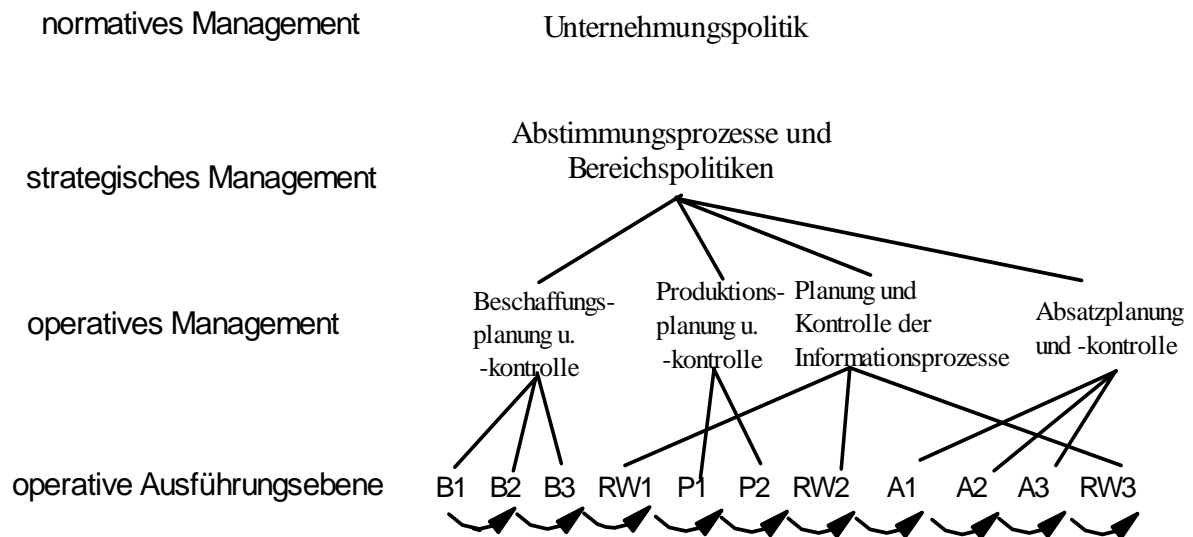 normatives Management
Unternehmungspolitik
Abstimmungsprozesse und
Bereichspolitiken
strategisches Management
Beschaffungs-
planung u.
-kontrolle
Produktions-
planung u.
-kontrolle
Planung und
Kontrolle der
Informationsprozesse
Absatzplanung
und -kontrolle
operatives Management
operative Ausführungsebene
B1 B2 B3 RW1 P1 P2 RW2 A1 A2 A3 RW3